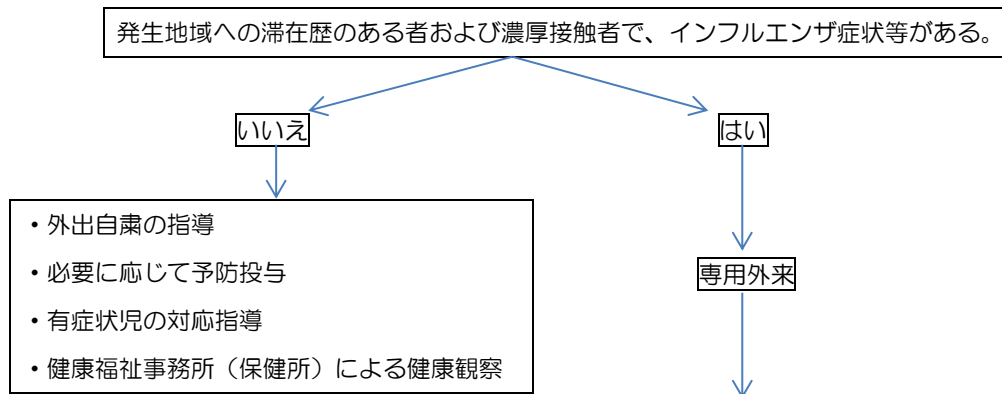 発生地域への滞在歴のある者および濃厚接触者で、インフルエンザ症状等がある。
いいえ
はい
・外出自粛の指導
・必要に応じて予防投与
・有症状児の対応指導
・健康福祉事務所（保健所）による健康観察
専用外来